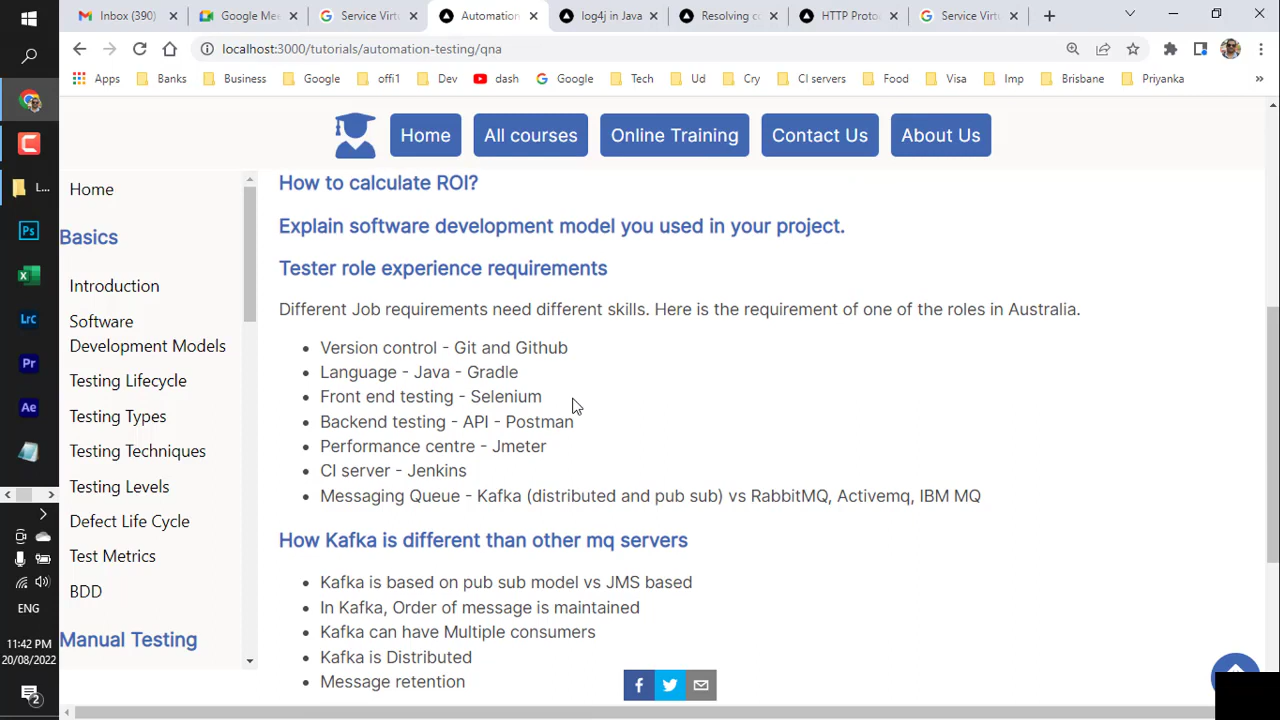 Inbox (390)
Google Mee
Service Virtu
Automation
log4j in Java
Resolving co
HTTP Proto
Service Virtu
localhost:3000/tutorials/automation-testing/qna
Apps
Banks
Business
Google
offi1
Dev
dash
Google
Tech
Ud
Cry
CI servers
Food
Visa
Imp
Brisbane
Priyanka
»
Home
All courses
Online Training
Contact Us
About Us
L...
Ps
Lrc
Pr
Ae
ENG
11:42 PM
20/08/2022
2
Home
Basics
Introduction
Software
Development Models
Testing Lifecycle
Testing Types
Testing Techniques
Testing Levels
Defect Life Cycle
Test Metrics
BDD
Manual Testing
How to calculate ROI?
Explain software development model you used in your project.
Tester role experience requirements
Different Job requirements need different skills. Here is the requirement of one of the roles in Australia.
• Version control - Git and Github
• Language - Java - Gradle
• Front end testing - Selenium
• Backend testing - API - Postman
• Performance centre - Jmeter
• CI server - Jenkins
• Messaging Queue - Kafka (distributed and pub sub) vs RabbitMQ, Activemq, IBM MQ
How Kafka is different than other mq servers
• Kafka is based on pub sub model vs JMS based
• In Kafka, Order of message is maintained
• Kafka can have Multiple consumers
• Kafka is Distributed
• Message retention